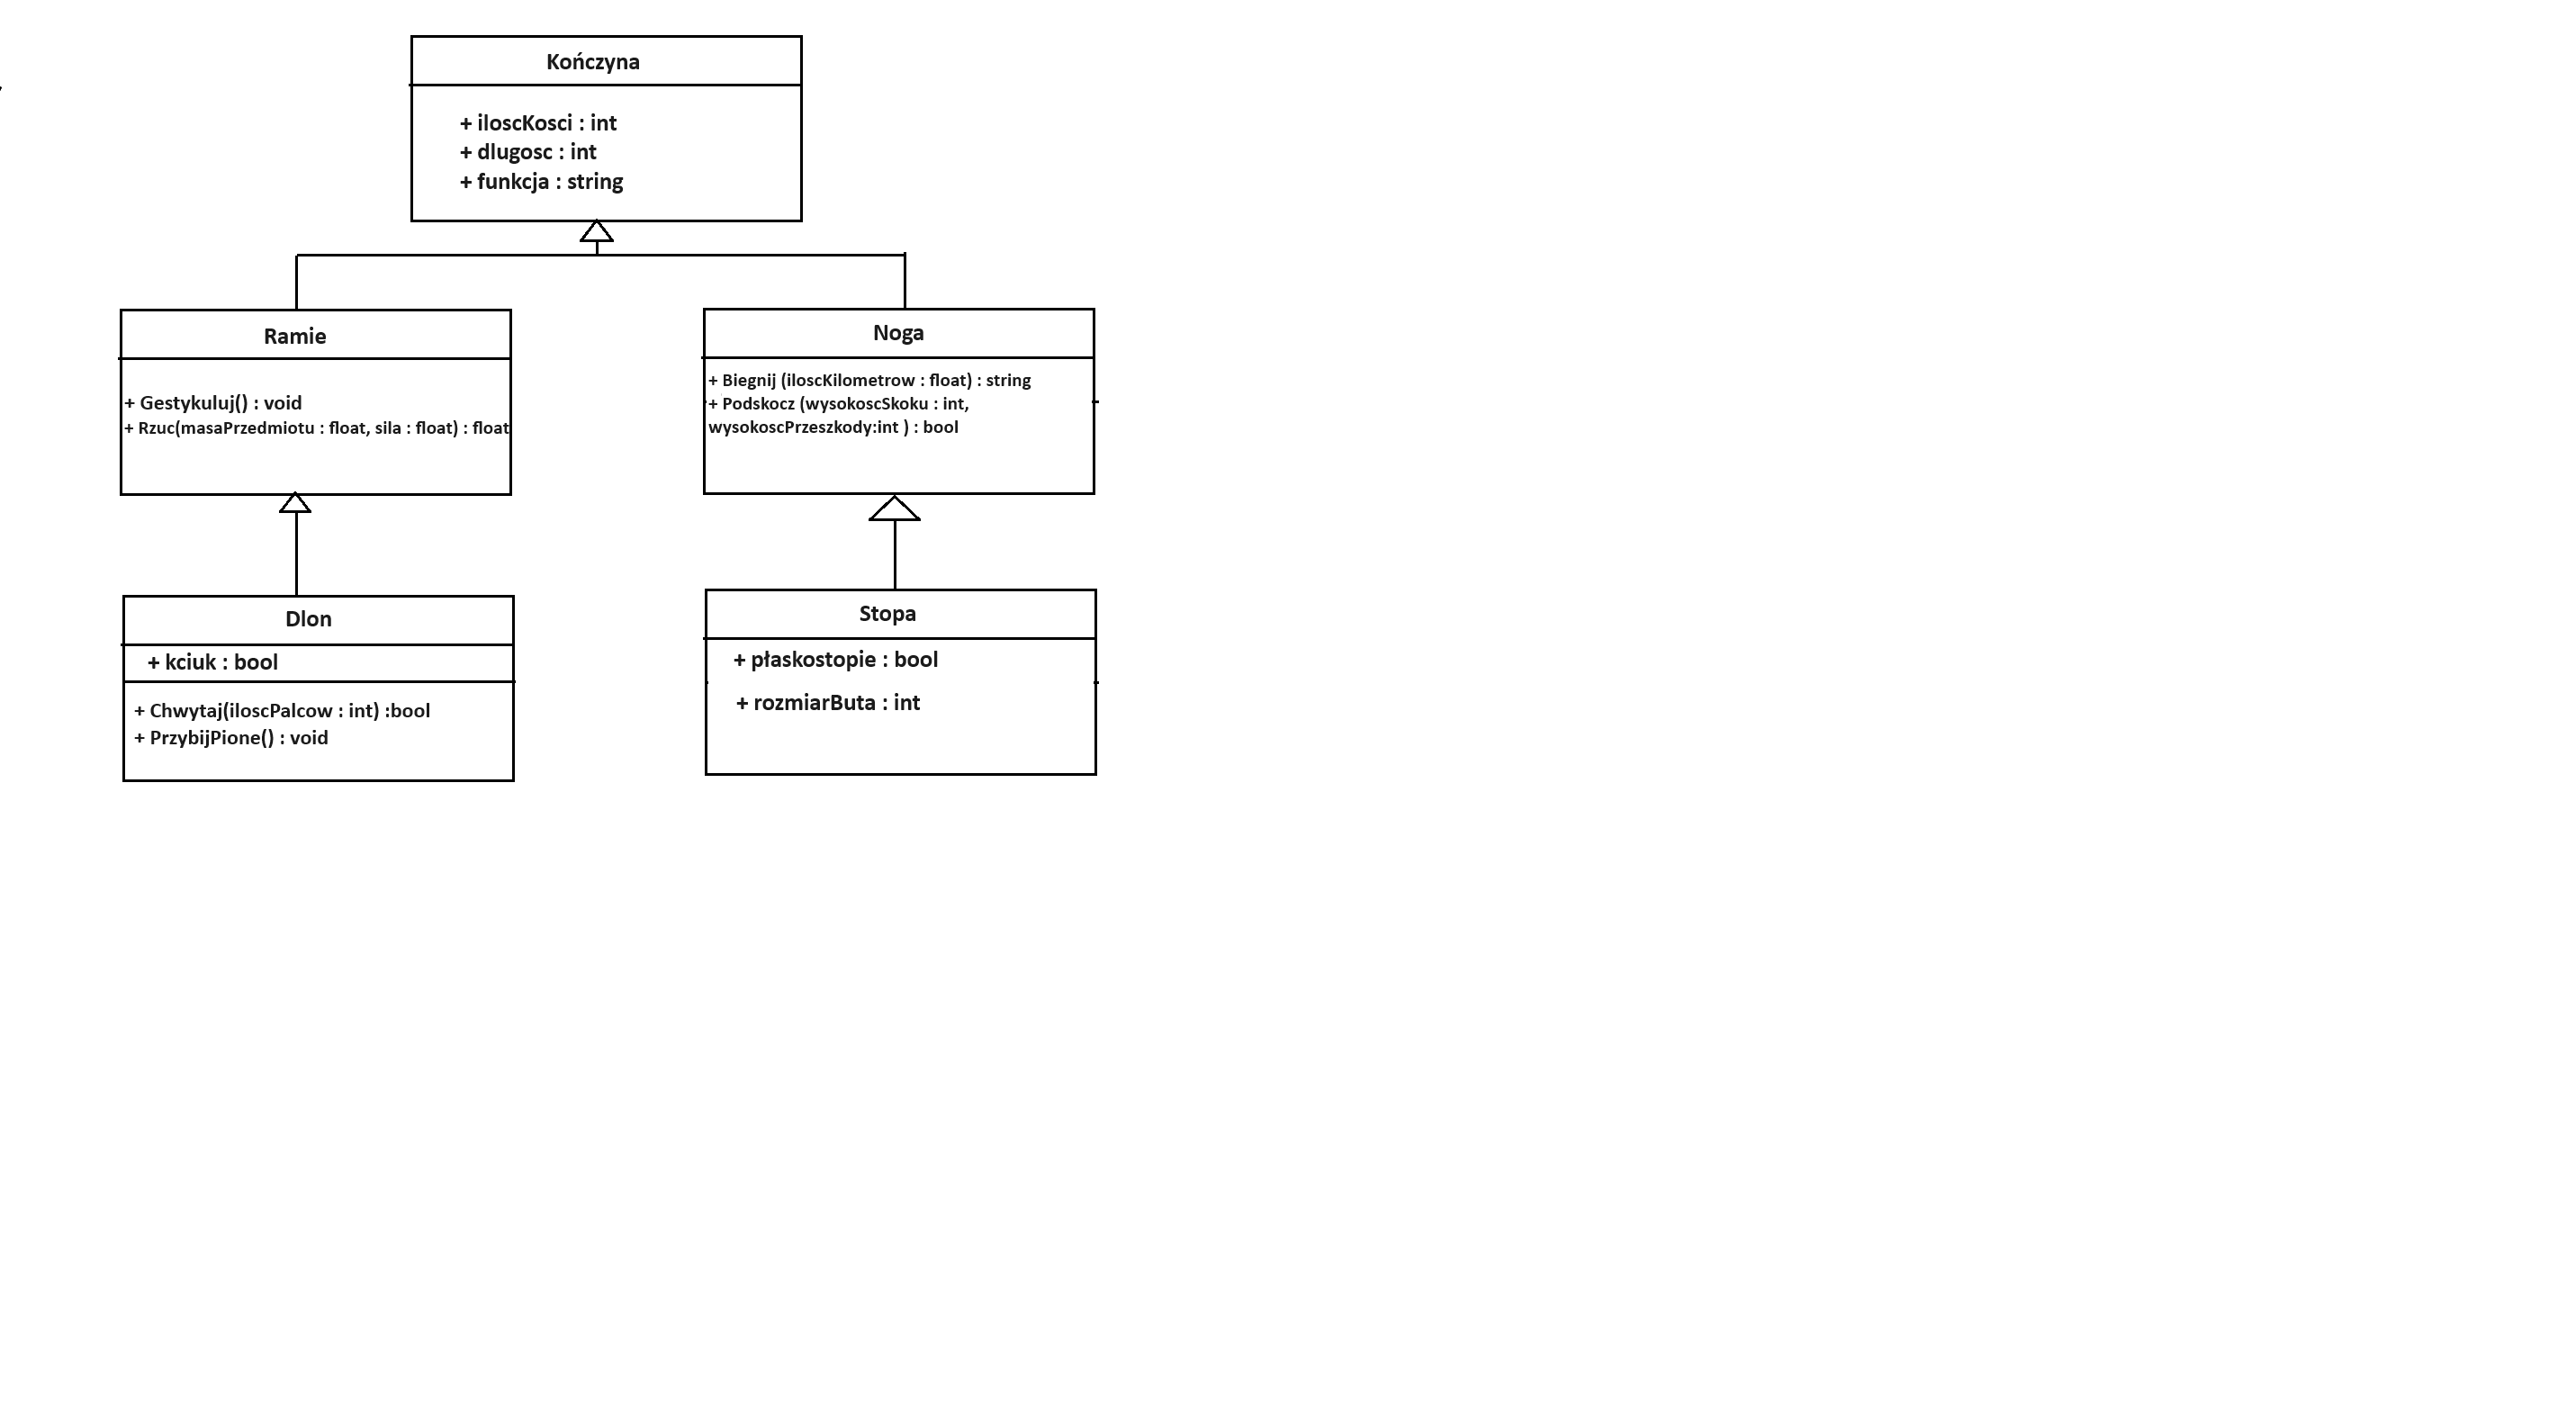 Kończyna
+ iloscKosci : int
+ dlugosc : int
+ funkcja : string
Ramie
+ Gestykuluj() : void
+ Rzuc(masaPrzedmiotu : float, sila : float) : float
Noga
+ Biegnij (iloscKilometrow : float) : string
+ Podskocz (wysokoscSkoku : int,
wysokoscPrzeszkody:int ) : bool
Dlon
+ kciuk : bool
+ Chwytaj(iloscPalcow : int) :bool
+ PrzybijPione() : void
Stopa
+ płaskostopie : bool
+ rozmiarButa : int